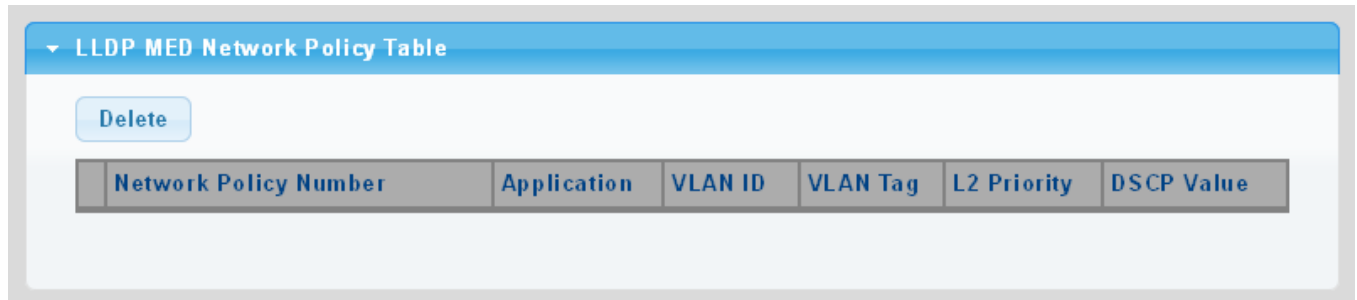 LLDP MED Network Policy Table
Delete
Network Policy Number Application VLAN ID VLAN Tag L2 Priority DSCP Value